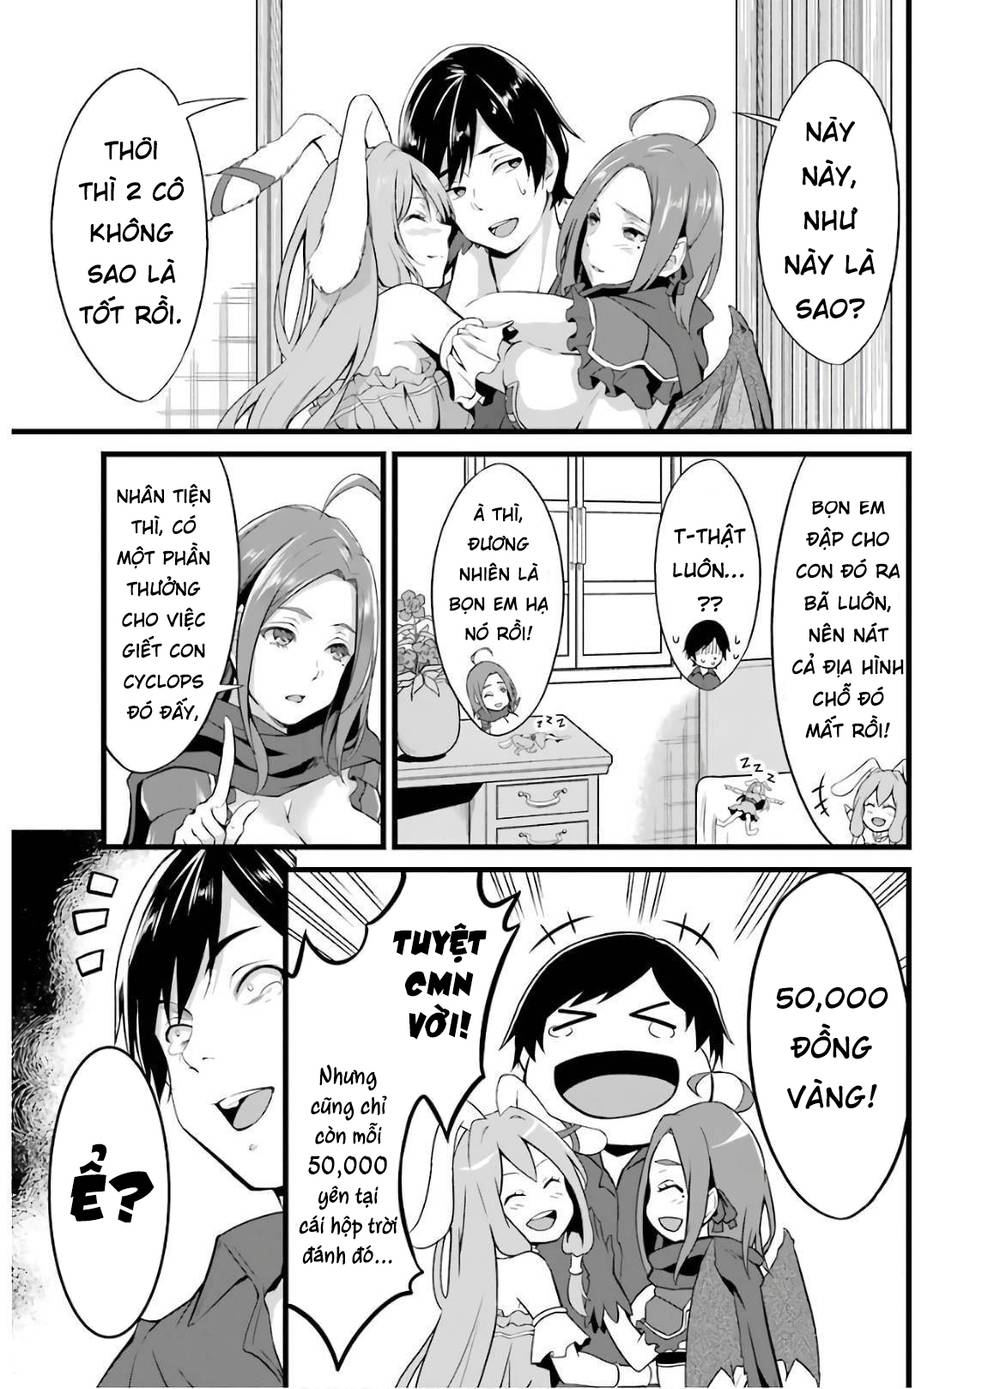 NÀY
NÀY,
NHƯ
NÀY LÀ
SAO?
THÔI
THÌ 2 CÔ
KHÔNG
SAO LÀ
TỐT RỒI.
BỌN EM
ĐẬP CHO
CON ĐÓ RA
BÃ LUÔN,
NÊN NÁT
CẢ ĐỊA HÌNH
CHỖ ĐÓ
MẤT RỒI!
T-THẬT
LUÔN...
??
À THÌ,
ĐƯƠNG
NHIÊN LÀ
BỌN EM HẠ
NÓ RỒI!
ZZZ
ZZZ
NHÂN TIỆN
THÌ, CÓ
MỘT PHẦN
THƯỞNG
CHO VIỆC
GIẾT CON
CYCLOPS
ĐÓ ĐẤY,
50,000
ĐỒNG
VÀNG!
TUYỆT
CMN
VỜI!
Nhưng
cũng chỉ
còn mỗi
50,000
yên tại
cái hộp trời
đánh đó...
Ể?